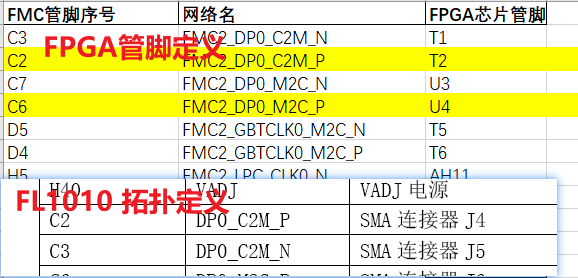 FMC管脚序号 网络名 FPGA芯片管脚
C3 FMC2_DP0_C2M_N T1
FPGA管脚定义
C2 FMC2_DP0_C2M_P T2
C7 FMC2_DP0_M2C_N U3
C6 FMC2_DP0_M2C_P U4
D5 FMC2_GBTCLK0_M2C_N T5
D4 FMC2_GBTCLK0_M2C_P T6
H5 FMC2_LPC_CLK0_N AH11
H40 VADJ VADJ 电源
FL1010 拓扑定义
C2 DP0_C2M_P SMA 连接器 J4
C3 DP0_C2M_N SMA 连接器 J5
C6 DP0_M2C_P SMA 连接器 J6